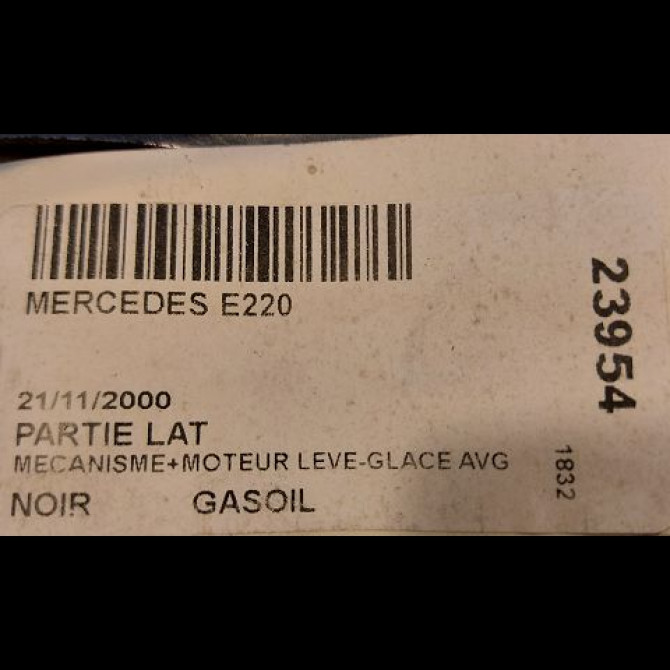 MERCEDES E220
21/11/2000
PARTIE LAT
MECANISME+MOTEUR LEVE-GLACE AVG
NOIR GASOIL
23954
1832